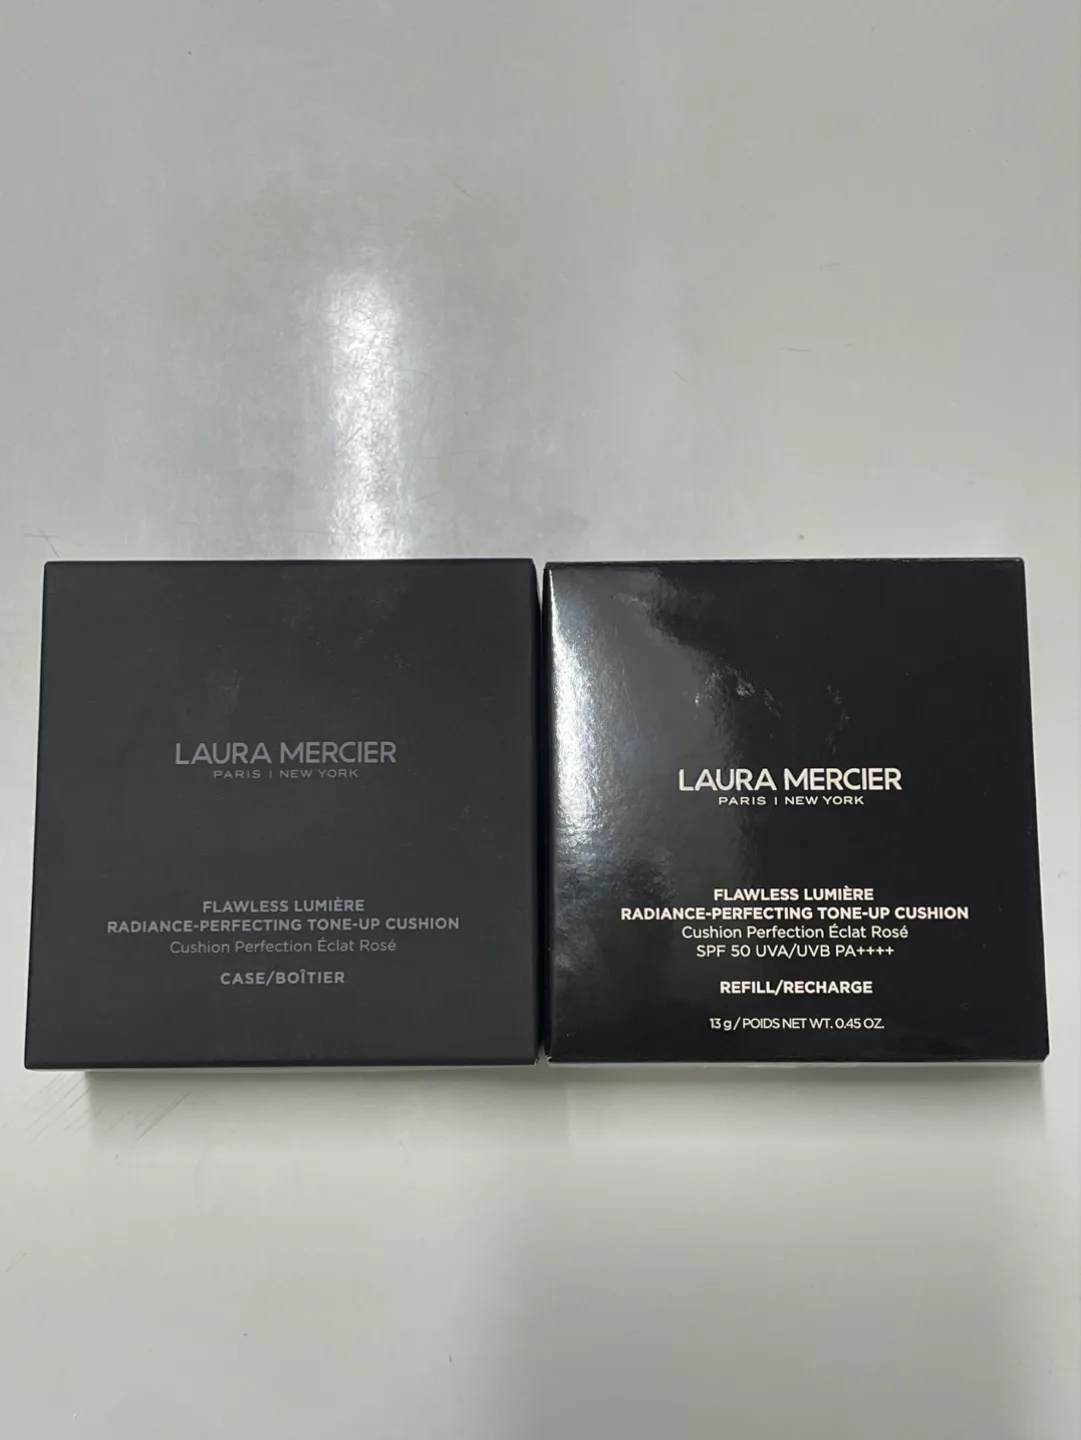 LAURA MERCIER
PARIS | NEW YORK
FLAWLESS LUMIÈRE
RADIANCE-PERFECTING TONE-UP CUSHION
Cushion Perfection Éclat Rosé
CASE/BOÎTIER
LAURA MERCIER
PARIS | NEW YORK
FLAWLESS LUMIÈRE
RADIANCE-PERFECTING TONE-UP CUSHION
Cushion Perfection Éclat Rosé
SPF 50 UVA/UVB PA++++
REFILL/RECHARGE
13 g / POIDS NET WT. 0.45 OZ.